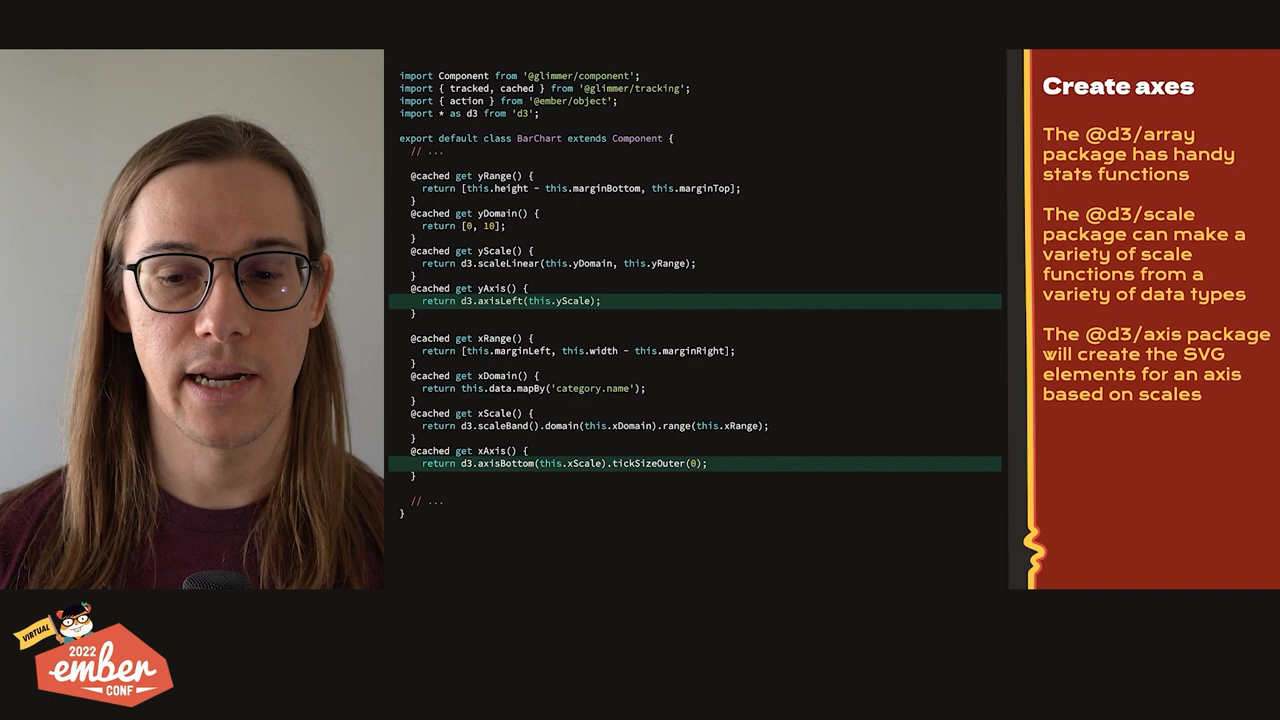 import Component from '@glimmer/component';
import { tracked, cached } from '@glimmer/tracking';
import { action } from '@ember/object';
import * as d3 from 'd3';
export default class BarChart extends Component {
// ...
@cached get yRange() {
return [this.height - this.marginBottom, this.marginTop];
}
@cached get yDomain() {
return [0, 10];
}
@cached get yScale() {
return d3.scaleLinear(this.yDomain, this.yRange);
}
@cached get yAxis() {
return d3.axisLeft(this.yScale);
}
@cached get xRange() {
return [this.marginLeft, this.width - this.marginRight];
}
@cached get xDomain() {
return this.data.mapBy('category.name');
}
@cached get xScale() {
return d3.scaleBand().domain(this.xDomain).range(this.xRange);
}
@cached get xAxis() {
return d3.axisBottom(this.xScale).tickSizeOuter(0);
}
// ...
}
Create axes
The @d3/array
package has handy
stats functions
The @d3/scale
package can make a
variety of scale
functions from a
variety of data types
The @d3/axis package
will create the SVG
elements for an axis
based on scales
VIRTUAL
2022
ember
CONF